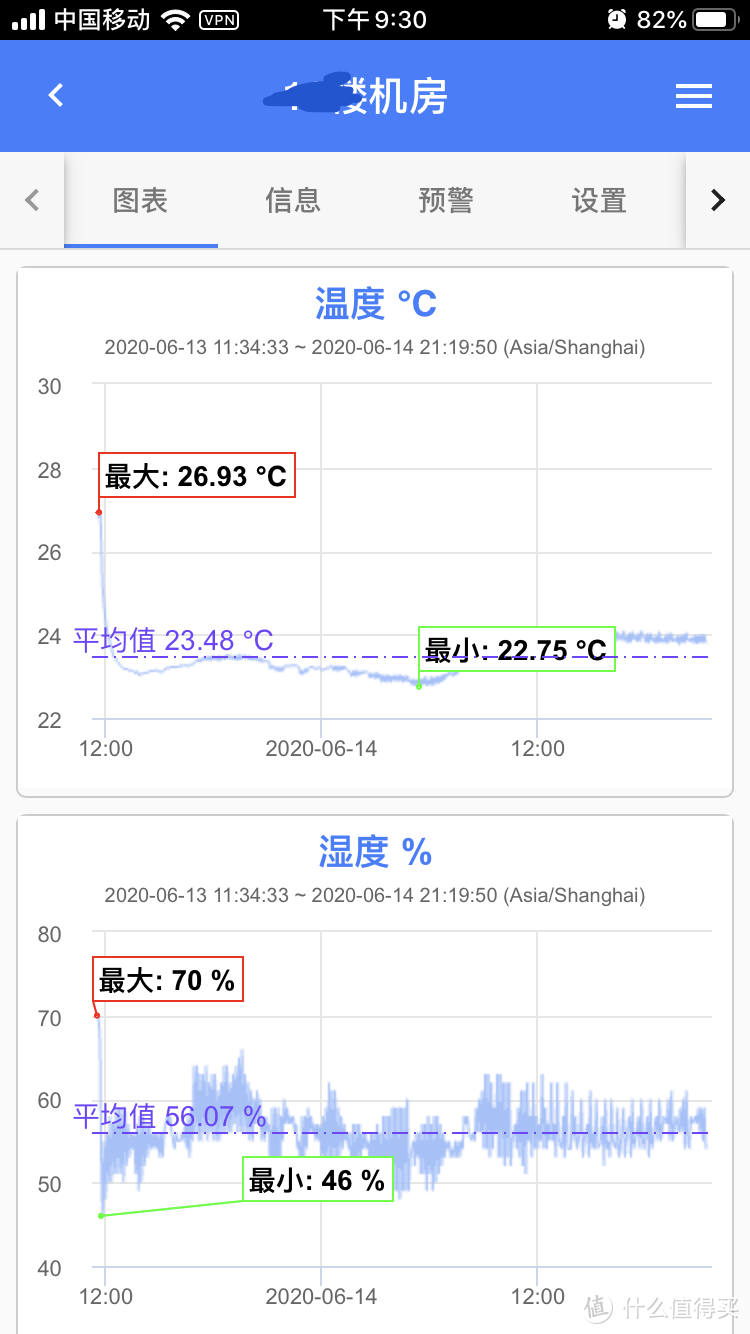 中国移动 VPN 下午9:30 82%
楼机房
图表 信息 预警 设置
温度 °C
2020-06-13 11:34:33 ~ 2020-06-14 21:19:50 (Asia/Shanghai)
30
最大: 26.93 °C
28
26
24
平均值 23.48 °C
最小: 22.75 °C
22
12:00 2020-06-14 12:00
湿度 %
2020-06-13 11:34:33 ~ 2020-06-14 21:19:50 (Asia/Shanghai)
80
最大: 70 %
70
60
平均值 56.07 %
50
最小: 46 %
40
12:00 2020-06-14 12:00
值 什么值得买